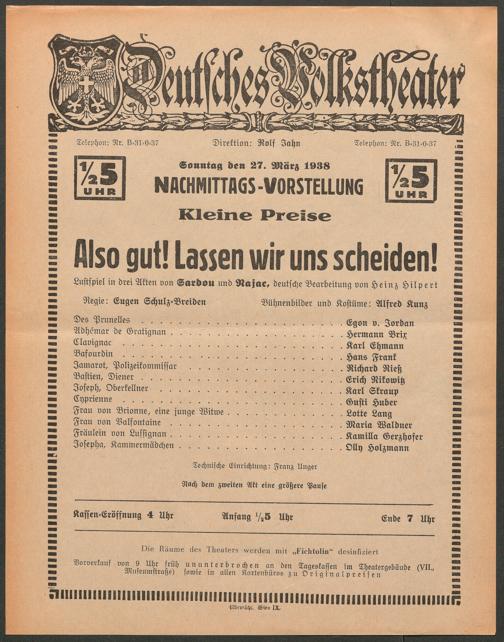 Deutsches Volkstheater
Telephon: Nr. B-31-0-37 Direktion: Rolf Jahn Telephon: Nr. B-31-0-37
Sonntag den 27. März 1938
½5 UHR NACHMITTAGS-VORSTELLUNG ½5 UHR
Kleine Preise
Also gut! Lassen wir uns scheiden!
Lustspiel in drei Akten von Sardou und Najac, deutsche Bearbeitung von Heinz Hilpert
Regie: Eugen Schulz-Breiden Bühnenbilder und Kostüme: Alfred Kunz
Des Prunelles . . . . . Egon v. Jordan
Adhémar de Gratignan . . . . . Hermann Brix
Clavignac . . . . . Karl Ehmann
Bafourdin . . . . . Hans Frank
Jamarot, Polizeikommissar . . . . . Richard Rieß
Bastien, Diener . . . . . Erich Nikowitz
Joseph, Oberkellner . . . . . Karl Skraup
Cyprienne . . . . . Gusti Huber
Frau von Brionne, eine junge Witwe . . . . . Lotte Lang
Frau von Valfontaine . . . . . Maria Waldner
Fräulein von Lussignan . . . . . Kamilla Gerzhofer
Josepha, Kammermädchen . . . . . Olly Holzmann
Technische Einrichtung: Franz Unger
Nach dem zweiten Akt eine größere Pause
Kassen-Eröffnung 4 Uhr Anfang ½5 Uhr Ende 7 Uhr
Die Räume des Theaters werden mit „Fichtolin" desinfiziert
Vorverkauf von 9 Uhr früh ununterbrochen an den Tageskassen im Theatergebäude (VII.,
Museumstraße) sowie in allen Kartenbüros zu Originalpreisen
Elbemühl, Wien IX.